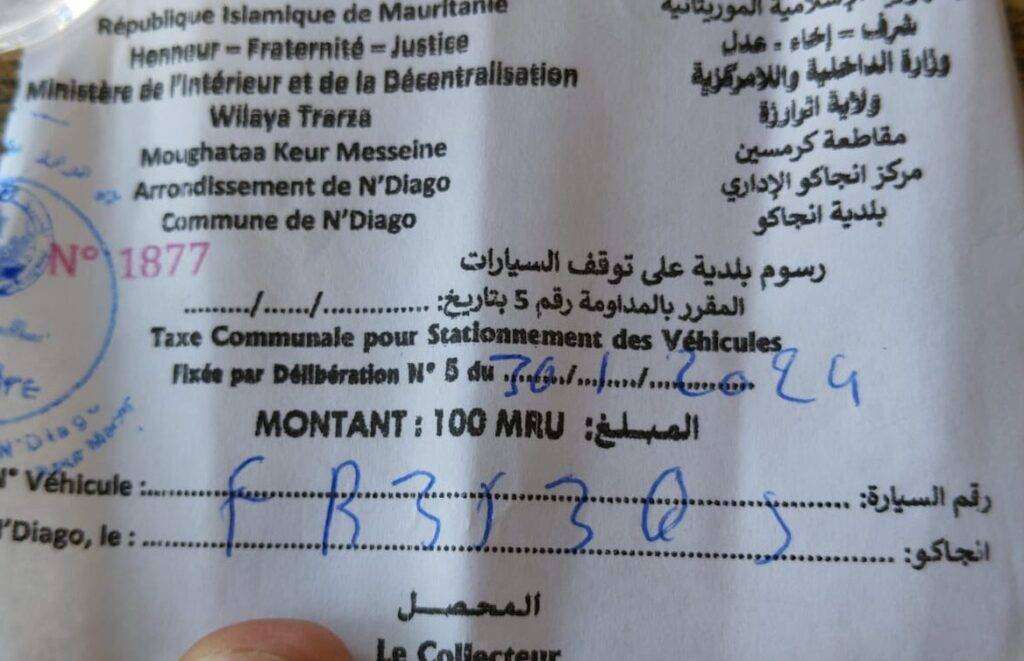 République Islamique de Mauritanie
Honneur – Fraternité – Justice
شرف – إخاء - عدل
Ministère de l'Intérieur et de la Décentralisation
وزارة الداخلية واللامركزية
Wilaya Trarza
ولاية اترارزة
Moughataa Keur Messeine
مقاطعة كرمسين
Arrondissement de N'Diago
مركز انجاكو الإداري
Commune de N'Diago
بلدية انجاكو
N° 1877
رسوم بلدية على توقف السيارات
المقرر بالمداومة رقم 5 بتاريخ: ............../....../.........
Taxe Communale pour Stationnement des Véhicules
Fixée par Délibération N° 5 du 30/1/2024
MONTANT : 100 MRU المبلغ:
N° Véhicule : رقم السيارة:
N'Diago, le : انجاكو:
المحصل
Le Collecteur